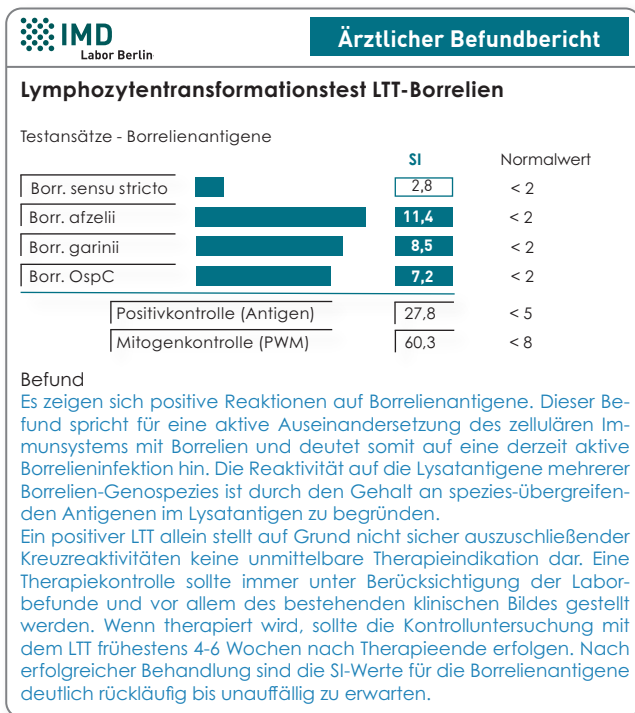 IMD
Labor Berlin
Ärztlicher Befundbericht
Lymphozytentransformationstest LTT-Borrelien
Testansätze - Borrelienantigene
SI Normalwert
Borr. sensu stricto 2,8 < 2
Borr. afzelii 11,4 < 2
Borr. garinii 8,5 < 2
Borr. OspC 7,2 < 2
Positivkontrolle (Antigen) 27,8 < 5
Mitogenkontrolle (PWM) 60,3 < 8
Befund
Es zeigen sich positive Reaktionen auf Borrelienantigene. Dieser Be-
fund spricht für eine aktive Auseinandersetzung des zellulären Im-
munsystems mit Borrelien und deutet somit auf eine derzeit aktive
Borrelieninfektion hin. Die Reaktivität auf die Lysatantigene mehrerer
Borrelien-Genospezies ist durch den Gehalt an spezies-übergreifen-
den Antigenen im Lysatantigen zu begründen.
Ein positiver LTT allein stellt auf Grund nicht sicher auszuschließender
Kreuzreaktivitäten keine unmittelbare Therapieindikation dar. Eine
Therapiekontrolle sollte immer unter Berücksichtigung der Labor-
befunde und vor allem des bestehenden klinischen Bildes gestellt
werden. Wenn therapiert wird, sollte die Kontrolluntersuchung mit
dem LTT frühestens 4-6 Wochen nach Therapieende erfolgen. Nach
erfolgreicher Behandlung sind die SI-Werte für die Borrelienantigene
deutlich rückläufig bis unauffällig zu erwarten.